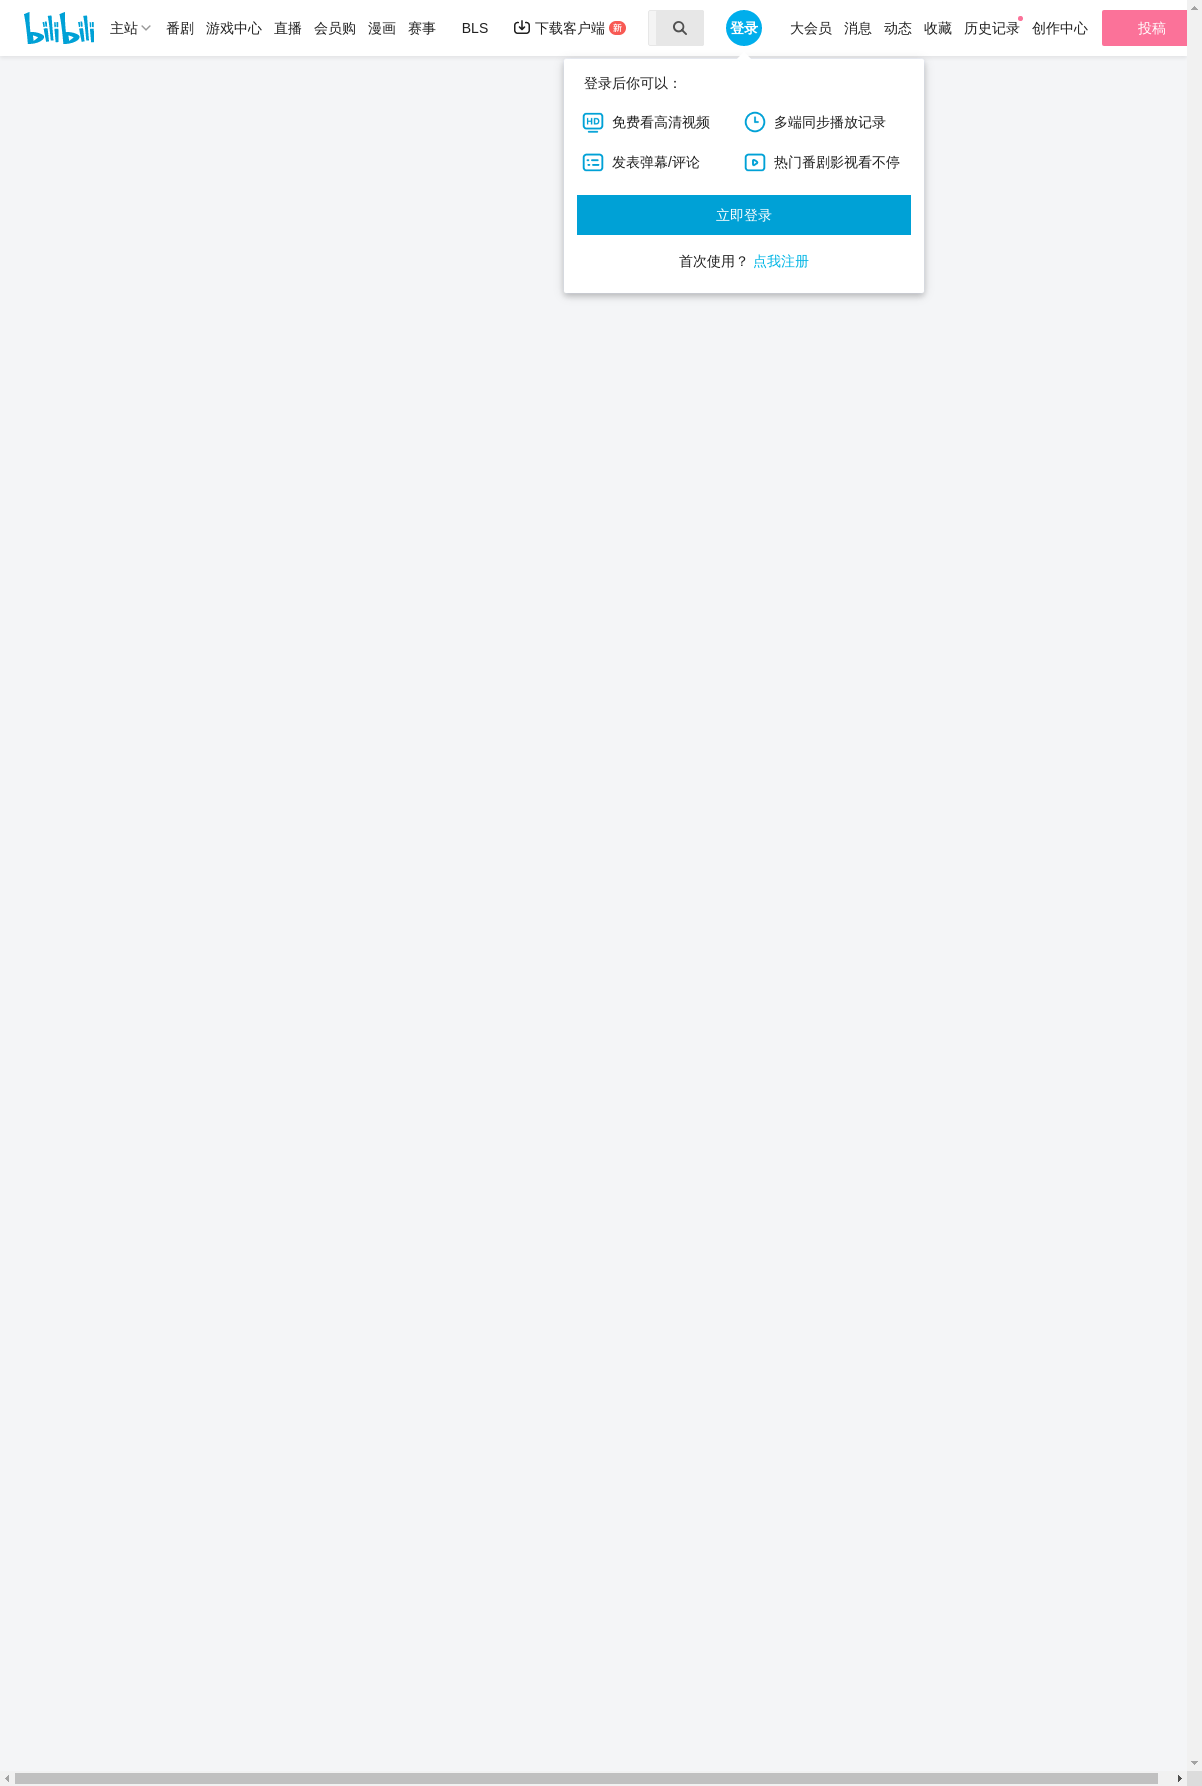 bilibili 主站 番剧 游戏中心 直播 会员购 漫画 赛事 BLS 下载客户端 新 登录 大会员 消息 动态 收藏 历史记录 创作中心 投稿
登录后你可以：
HD 免费看高清视频 多端同步播放记录
发表弹幕/评论 热门番剧影视看不停
立即登录
首次使用？ 点我注册